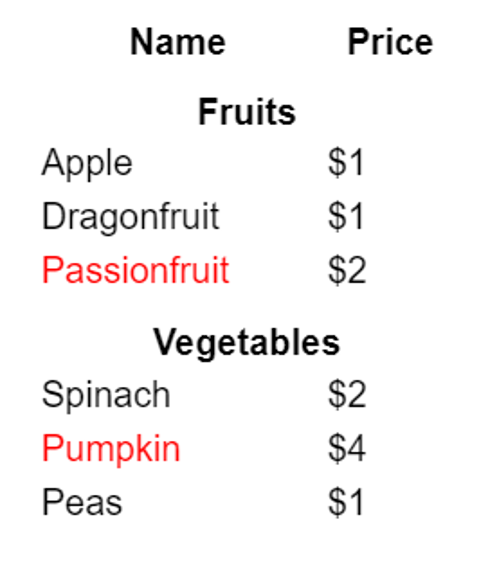 Name Price
Fruits
Apple $1
Dragonfruit $1
Passionfruit $2
Vegetables
Spinach $2
Pumpkin $4
Peas $1